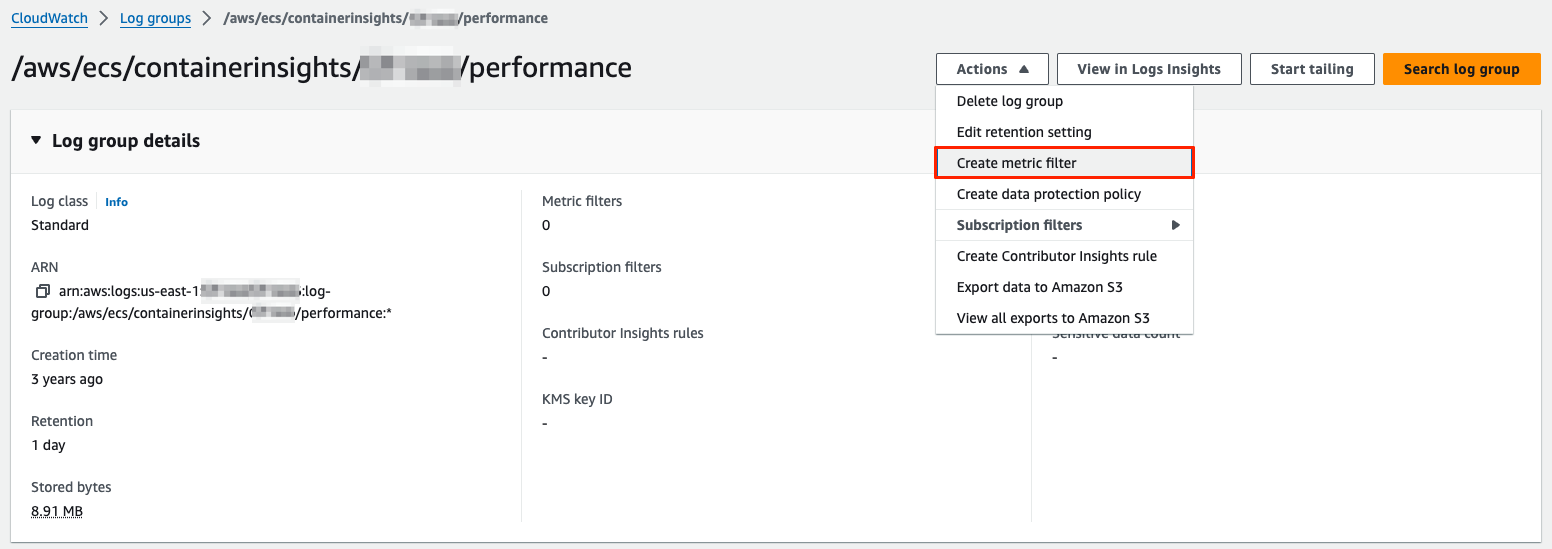 CloudWatch > Log groups > /aws/ecs/containerinsights/ /performance
/aws/ecs/containerinsights/ /performance
Actions View in Logs Insights Start tailing Search log group
Delete log group
Edit retention setting
Create metric filter
Create data protection policy
Subscription filters
Create Contributor Insights rule
Export data to Amazon S3
View all exports to Amazon S3
Log group details
Log class Info
Standard
ARN
arn:aws:logs:us-east-1 :log-
group:/aws/ecs/containerinsights/ /performance:*
Creation time
3 years ago
Retention
1 day
Stored bytes
8.91 MB
Metric filters
0
Subscription filters
0
Contributor Insights rules
-
KMS key ID
-
Sensitive data count
-